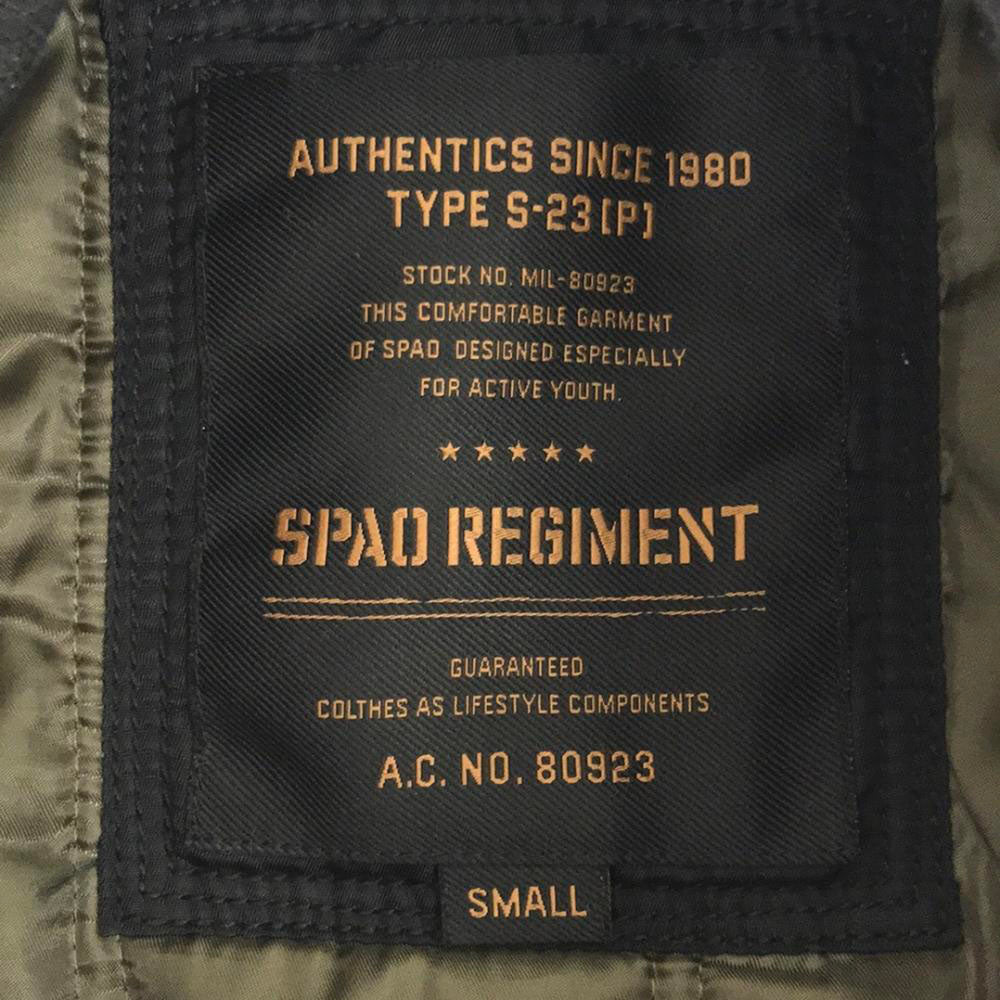 AUTHENTICS SINCE 1980
TYPE S-23[P]
STOCK NO. MIL-80923
THIS COMFORTABLE GARMENT
OF SPAO DESIGNED ESPECIALLY
FOR ACTIVE YOUTH.
★★★★★
SPAO REGIMENT
GUARANTEED
COLTHES AS LIFESTYLE COMPONENTS
A.C. NO. 80923
SMALL